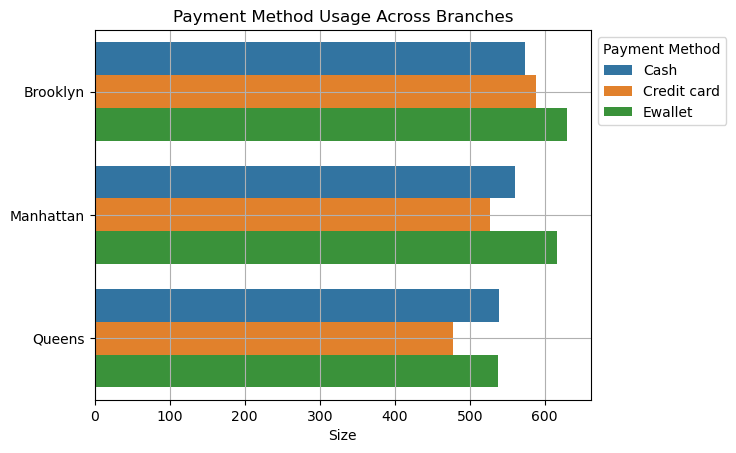 Payment Method Usage Across Branches
Payment Method
Cash
Credit card
Ewallet
Brooklyn
Manhattan
Queens
0 100 200 300 400 500 600
Size